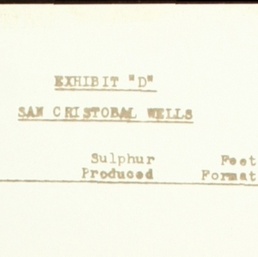 EXHIBIT "D"
SAN CRISTOBAL WELLS
Sulphur Feet
Produced Format